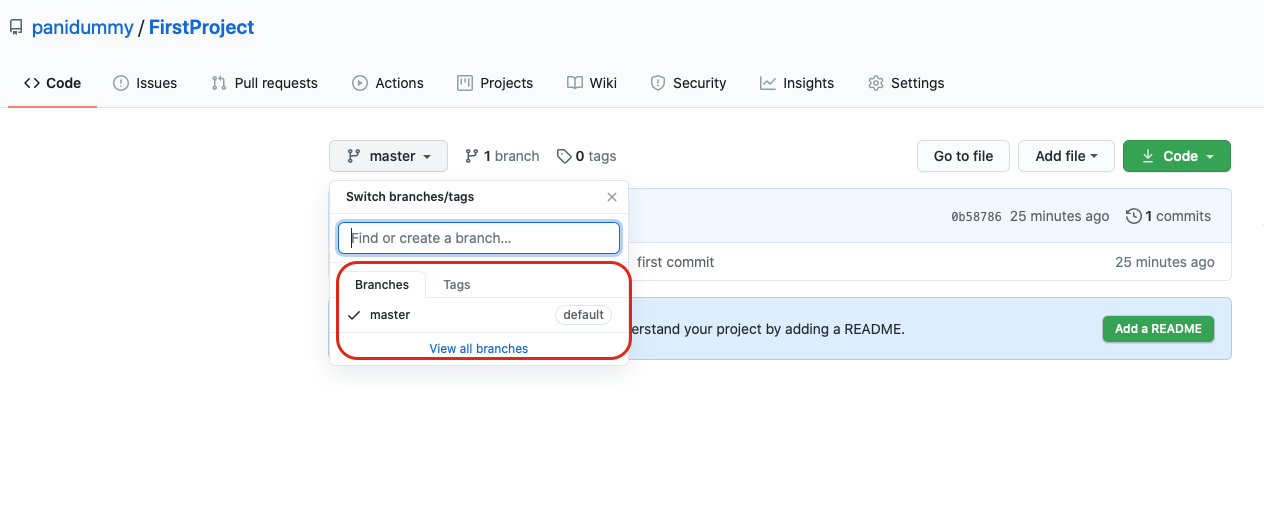 panidummy / FirstProject
Code Issues Pull requests Actions Projects Wiki Security Insights Settings
master 1 branch 0 tags Go to file Add file Code
Switch branches/tags
0b58786 25 minutes ago 1 commits
Find or create a branch...
first commit 25 minutes ago
Branches Tags
master default
erstand your project by adding a README. Add a README
View all branches